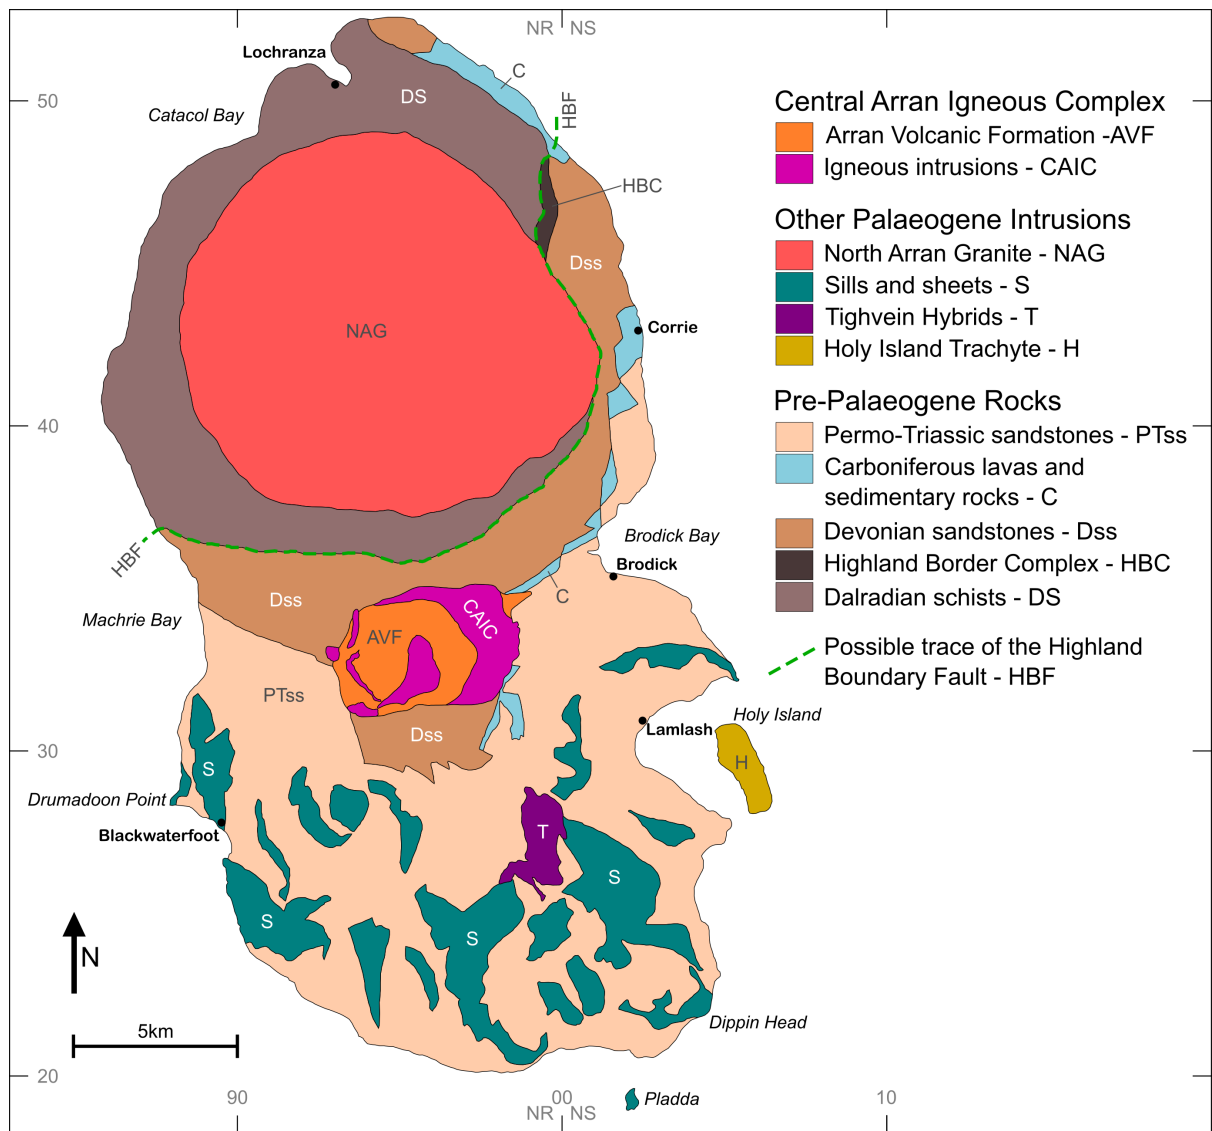 NR NS
Lochranza
C
HBF
DS
50
Catacol Bay
HBC
Dss
NAG
Corrie
40
HBF
Brodick Bay
Brodick
C
Dss
Machrie Bay
AVF
CAIC
PTss
Dss
Holy Island
Lamlash
30
H
S
Drumadoon Point
Blackwaterfoot
T
S
S
S
N
5km
Dippin Head
20
Pladda
90
00
10
NR NS
Central Arran Igneous Complex
Arran Volcanic Formation -AVF
Igneous intrusions - CAIC
Other Palaeogene Intrusions
North Arran Granite - NAG
Sills and sheets - S
Tighvein Hybrids - T
Holy Island Trachyte - H
Pre-Palaeogene Rocks
Permo-Triassic sandstones - PTss
Carboniferous lavas and
sedimentary rocks - C
Devonian sandstones - Dss
Highland Border Complex - HBC
Dalradian schists - DS
Possible trace of the Highland
Boundary Fault - HBF